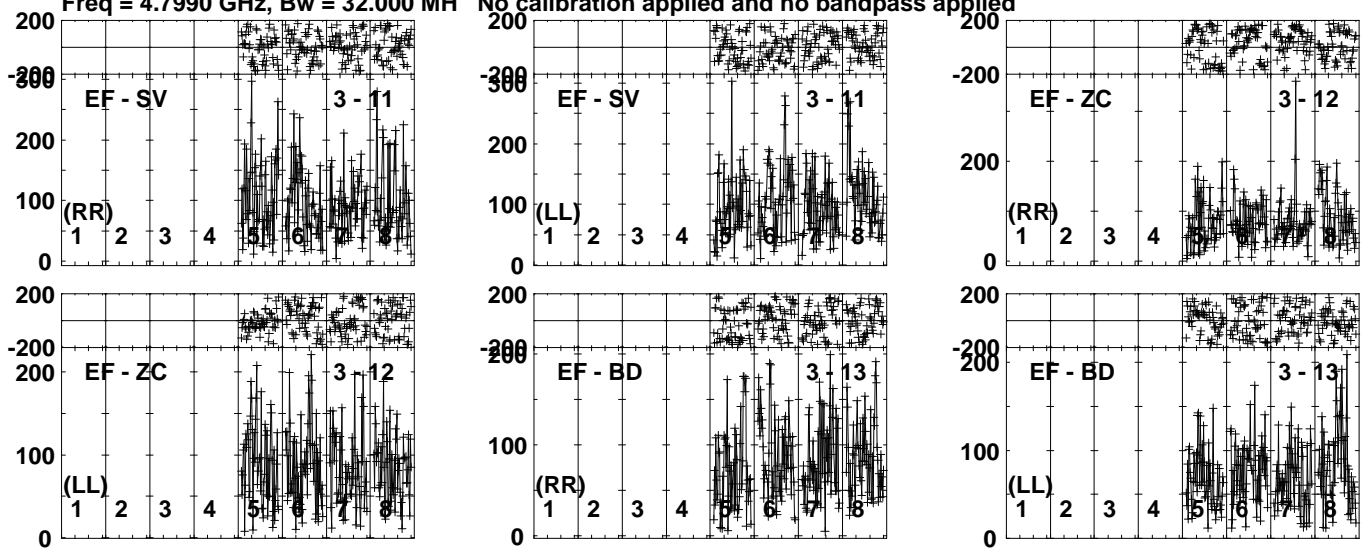 Freq = 4.7990 GHz, Bw = 32.000 MH No calibration applied and no bandpass applied
200 200 200
-200 -200 -200
300 EF - SV 3 - 11 300 EF - SV 3 - 11 EF - ZC 3 - 12
200 200 200
100 100
(RR) (LL) (RR)
1 2 3 4 5 6 7 8 1 2 3 4 5 6 7 8 1 2 3 4 5 6 7 8
0 0 0
200 200 200
-200 -200 -200
200 EF - ZC 3 - 12 200 EF - BD 3 - 13 200 EF - BD 3 - 13
100 100 100
(LL) (RR) (LL)
1 2 3 4 5 6 7 8 1 2 3 4 5 6 7 8 1 2 3 4 5 6 7 8
0 0 0